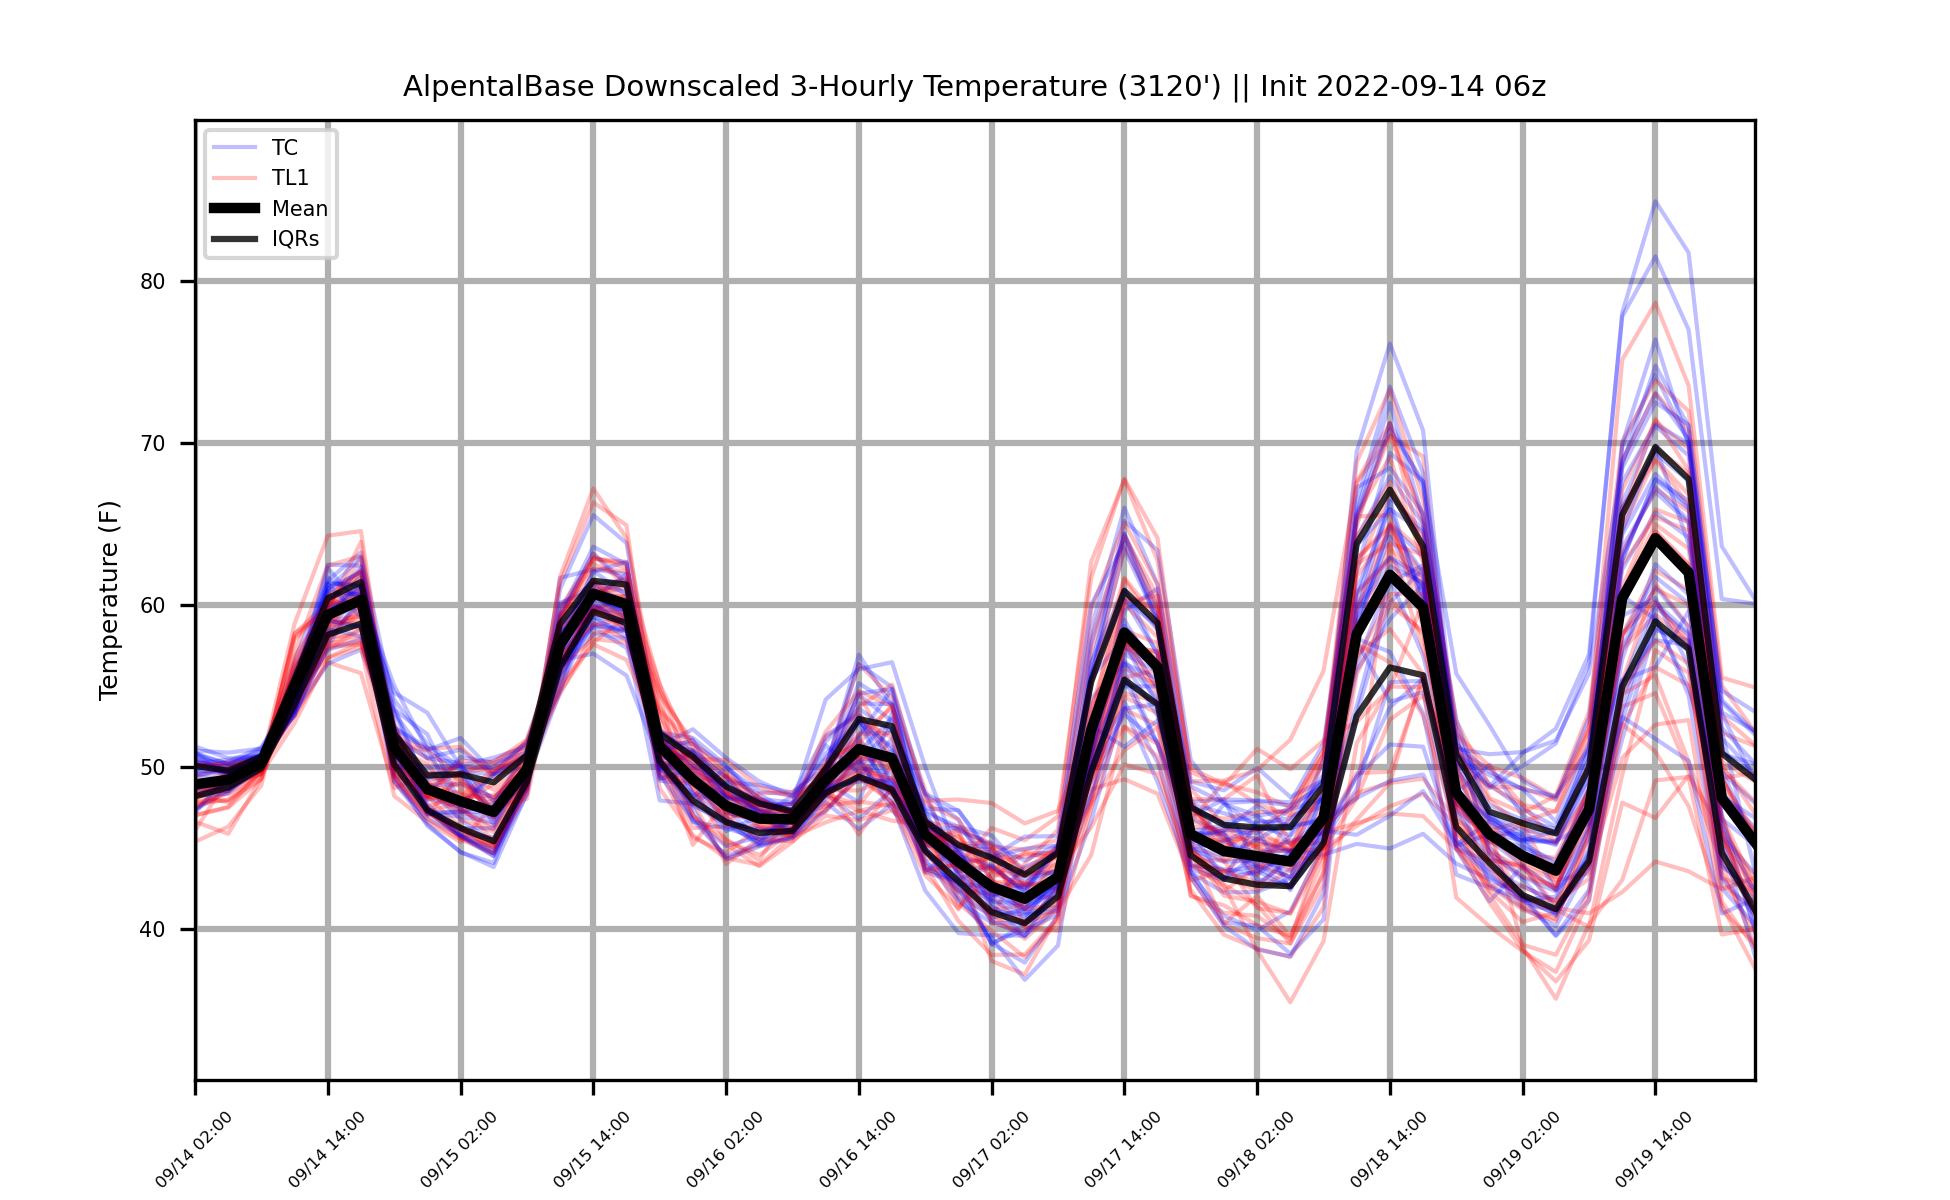 AlpentalBase Downscaled 3-Hourly Temperature (3120') || Init 2022-09-14 06z
TC
TL1
Mean
IQRs
Temperature (F)
80
70
60
50
40
09/14 02:00
09/14 14:00
09/15 02:00
09/15 14:00
09/16 02:00
09/16 14:00
09/17 02:00
09/17 14:00
09/18 02:00
09/18 14:00
09/19 02:00
09/19 14:00